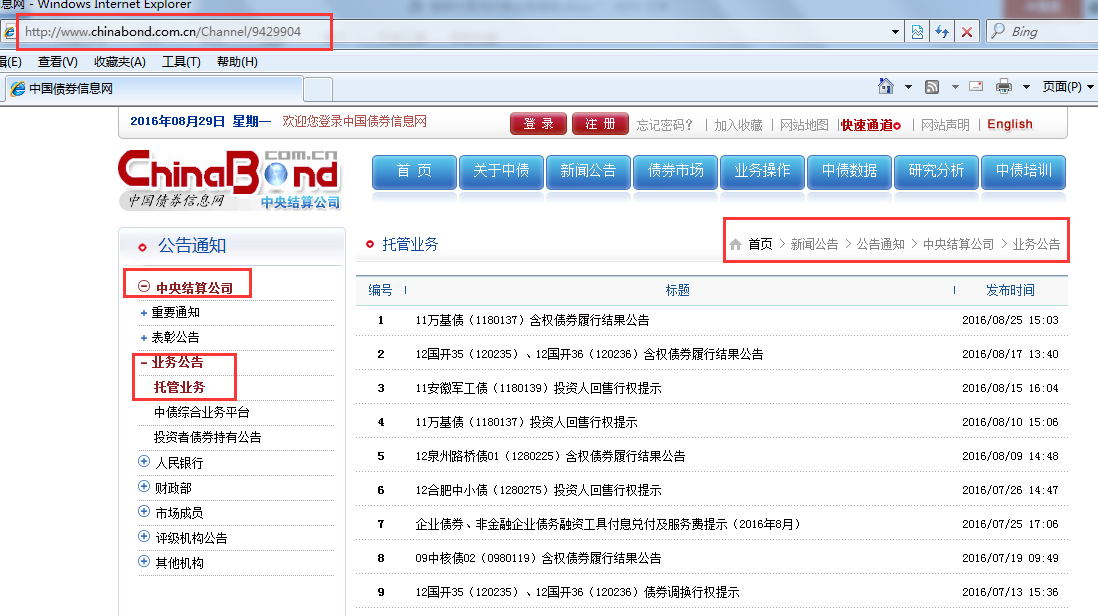 息网 - Windows Internet Explorer
http://www.chinabond.com.cn/Channel/9429904
Bing
辑(E) 查看(V) 收藏夹(A) 工具(T) 帮助(H)
中国债券信息网
页面(P)
2016年08月29日 星期一 欢迎您登录中国债券信息网
登 录 注 册 忘记密码? | 加入收藏 | 网站地图 | 快速通道 | 网站声明 | English
ChinaBond .com.cn
中国债券信息网 中央结算公司
首 页 关于中债 新闻公告 债券市场 业务操作 中债数据 研究分析 中债培训
公告通知
中央结算公司
+ 重要通知
+ 表彰公告
- 业务公告
托管业务
中债综合业务平台
投资者债券持有公告
人民银行
财政部
市场成员
评级机构公告
其他机构
托管业务
首页 > 新闻公告 > 公告通知 > 中央结算公司 > 业务公告
编号 | 标题 | 发布时间
1 11万基债（1180137）含权债券履行结果公告 2016/08/25 15:03
2 12国开35（120235）、12国开36（120236）含权债券履行结果公告 2016/08/17 13:40
3 11安徽军工债（1180139）投资人回售行权提示 2016/08/15 16:04
4 11万基债（1180137）投资人回售行权提示 2016/08/10 15:06
5 12泉州路桥债01（1280225）含权债券履行结果公告 2016/08/09 14:48
6 12合肥中小债（1280275）投资人回售行权提示 2016/07/26 14:47
7 企业债券、非金融企业债务融资工具付息兑付及服务费提示（2016年8月） 2016/07/25 17:06
8 09中核债02（0980119）含权债券履行结果公告 2016/07/19 09:49
9 12国开35（120235）、12国开36（120236）债券调换行权提示 2016/07/13 15:36